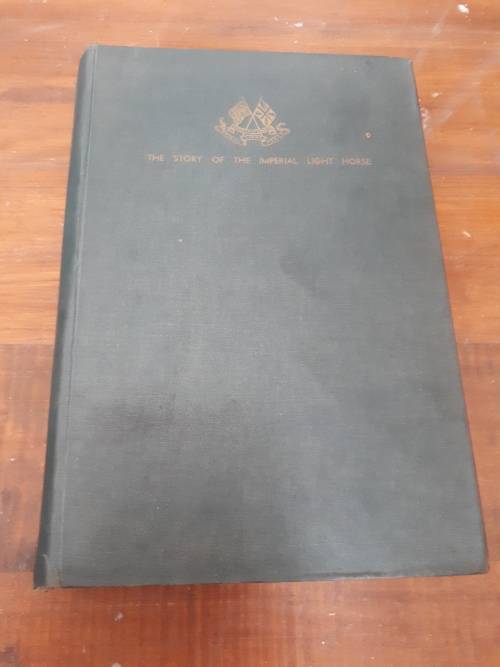 THE STORY OF THE IMPERIAL LIGHT HORSE